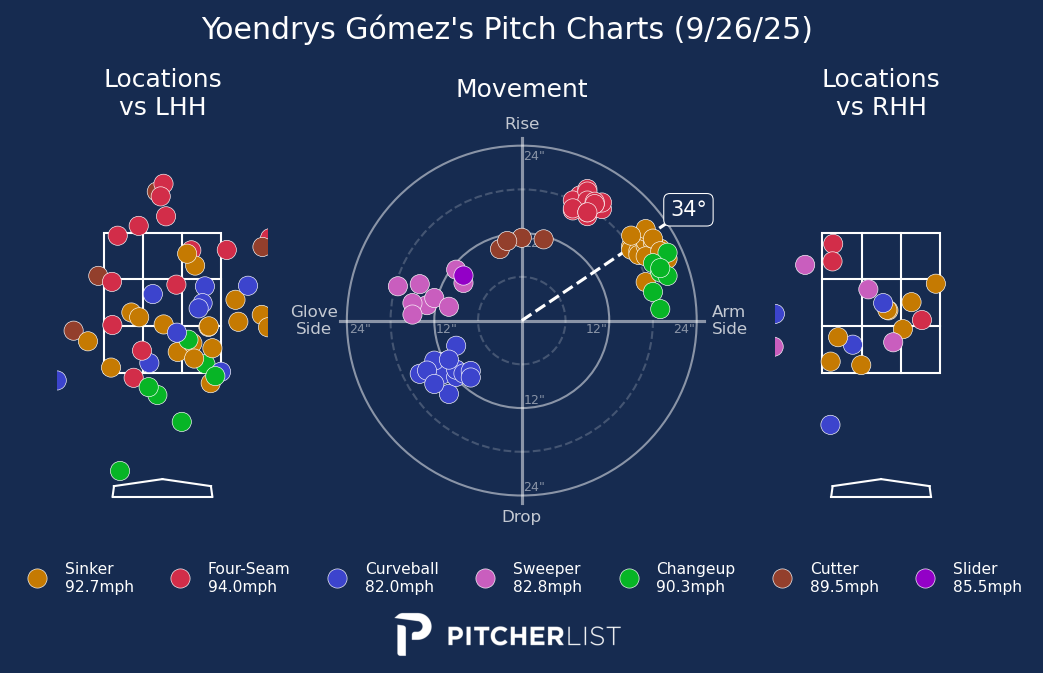 Yoendrys Gómez's Pitch Charts (9/26/25)
Locations
vs LHH
Movement
Locations
vs RHH
Rise
24"
34°
12"
Glove
Side
24"
12"
12"
24"
Arm
Side
12"
24"
Drop
Sinker
92.7mph
Four-Seam
94.0mph
Curveball
82.0mph
Sweeper
82.8mph
Changeup
90.3mph
Cutter
89.5mph
Slider
85.5mph
PITCHERLIST